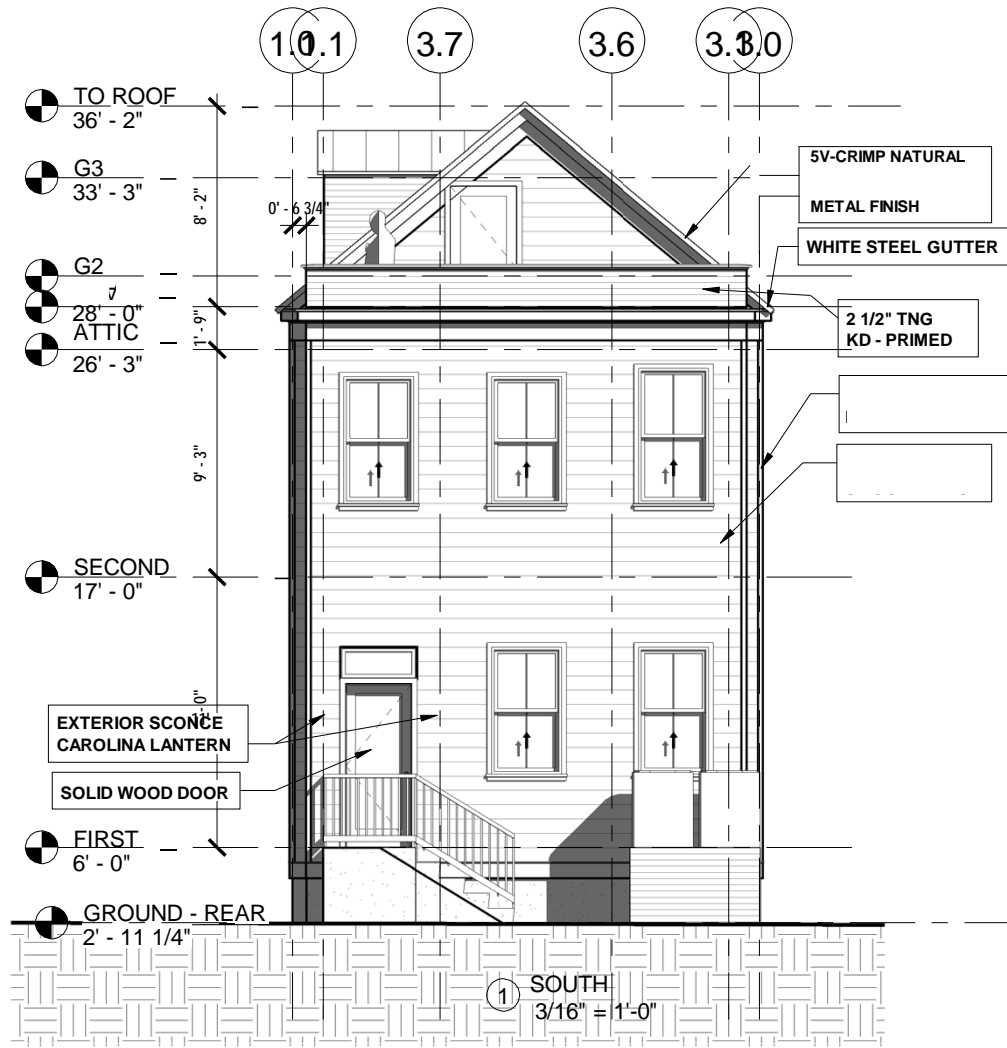 1.0
1.1
3.7
3.6
3.1
3.0
TO ROOF
36' - 2"
G3
33' - 3"
8' - 2"
0' - 6 3/4"
5V-CRIMP NATURAL
METAL FINISH
WHITE STEEL GUTTER
G2
28' - 0"
2 1/2" TNG
KD - PRIMED
ATTIC
26' - 3"
1' - 9"
9' - 3"
SECOND
17' - 0"
11' - 0"
EXTERIOR SCONCE
CAROLINA LANTERN
SOLID WOOD DOOR
FIRST
6' - 0"
GROUND - REAR
2' - 11 1/4"
1
SOUTH
3/16" = 1'-0"